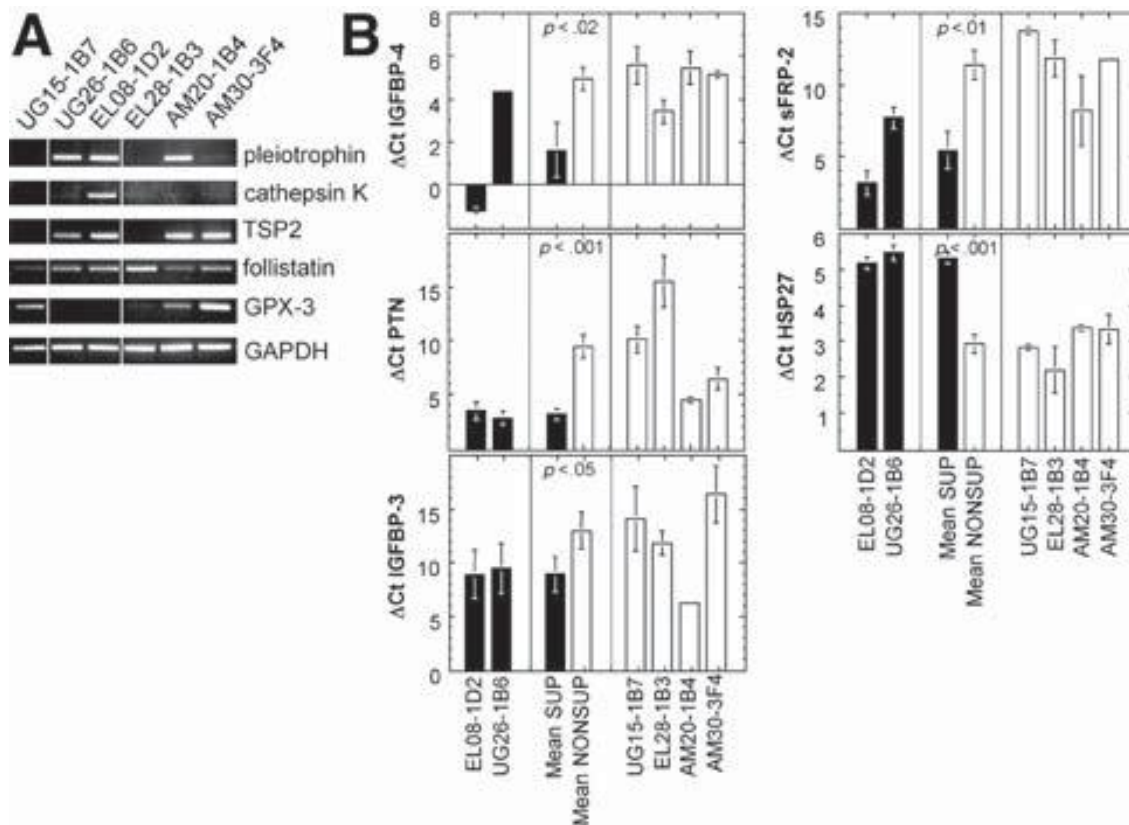 A
UG15-1B7
UG26-1B6
EL08-1D2
EL28-1B3
AM20-1B4
AM30-3F4
pleiotrophin
cathepsin K
TSP2
follistatin
GPX-3
GAPDH
B
ΔCt IGFBP-4
8
6
4
2
0
p < .02
ΔCt PTN
15
10
5
p < .001
ΔCt IGFBP-3
15
10
5
0
p < .05
EL08-1D2
UG26-1B6
Mean SUP
Mean NONSUP
UG15-1B7
EL28-1B3
AM20-1B4
AM30-3F4
ΔCt sFRP-2
15
10
5
p <.01
ΔCt HSP27
6
5
4
3
2
1
p < .001
EL08-1D2
UG26-1B6
Mean SUP
Mean NONSUP
UG15-1B7
EL28-1B3
AM20-1B4
AM30-3F4